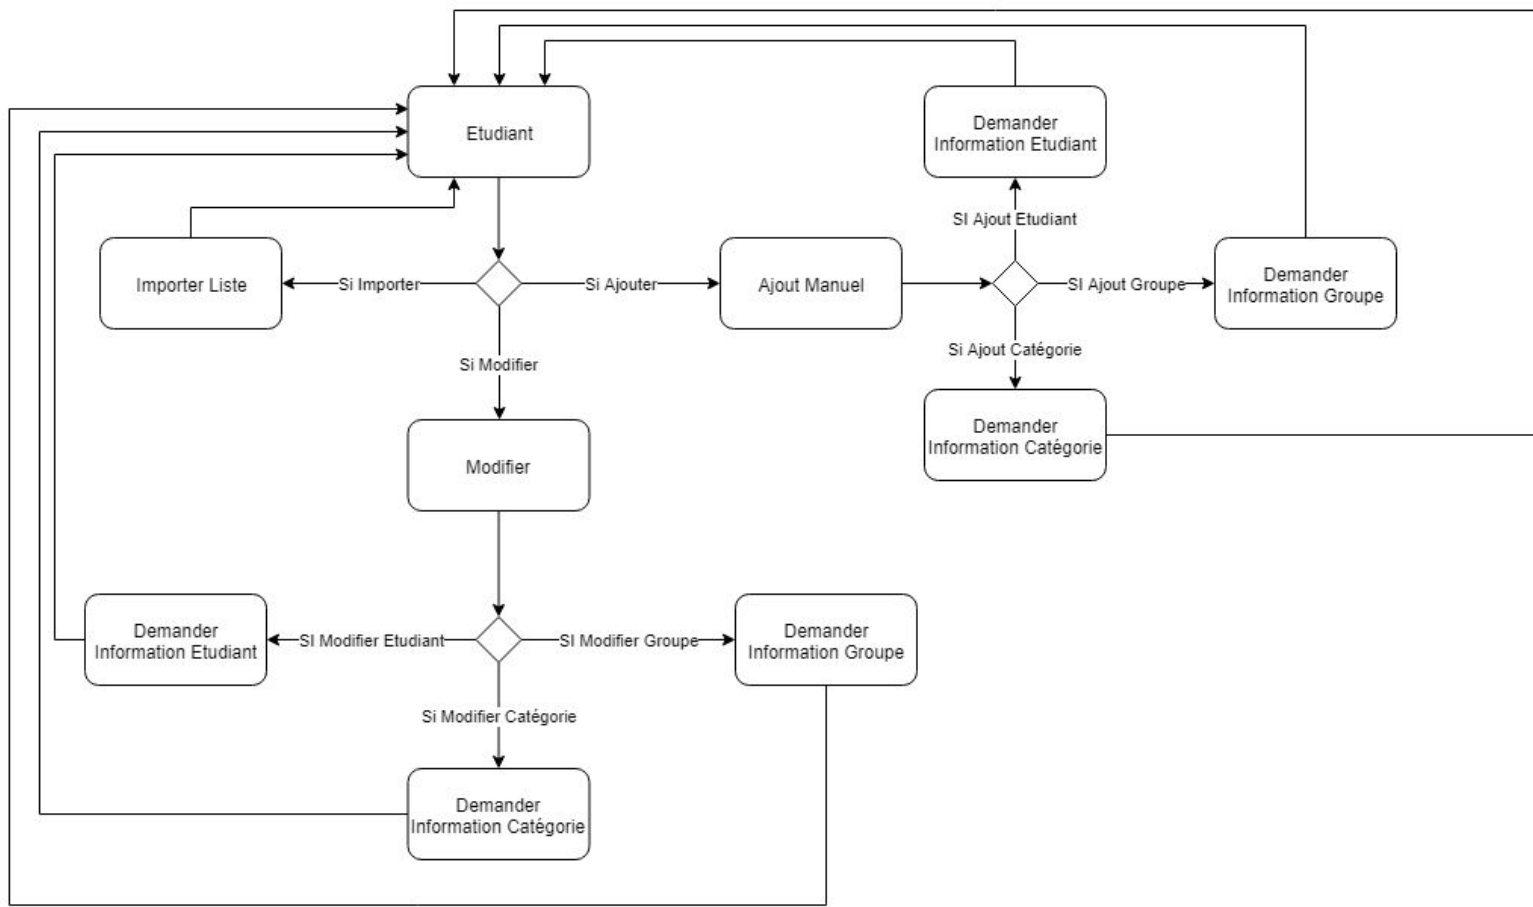 Demander
Information Etudiant
Etudiant
SI Ajout Etudiant
Importer Liste
Si Importer
Si Ajouter
Ajout Manuel
SI Ajout Groupe
Demander
Information Groupe
Si Ajout Catégorie
Si Modifier
Demander
Information Catégorie
Modifier
Demander
Information Etudiant
SI Modifier Etudiant
SI Modifier Groupe
Demander
Information Groupe
Si Modifier Catégorie
Demander
Information Catégorie